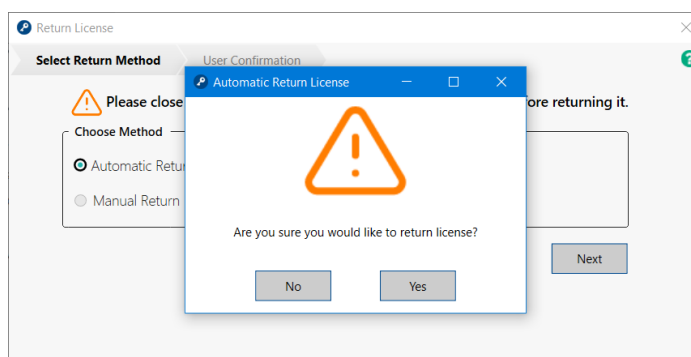 Return License
Select Return Method
User Confirmation
Automatic Return License
Please close
ore returning it.
Choose Method
Automatic Retu
Manual Return
Are you sure you would like to return license?
Next
No
Yes